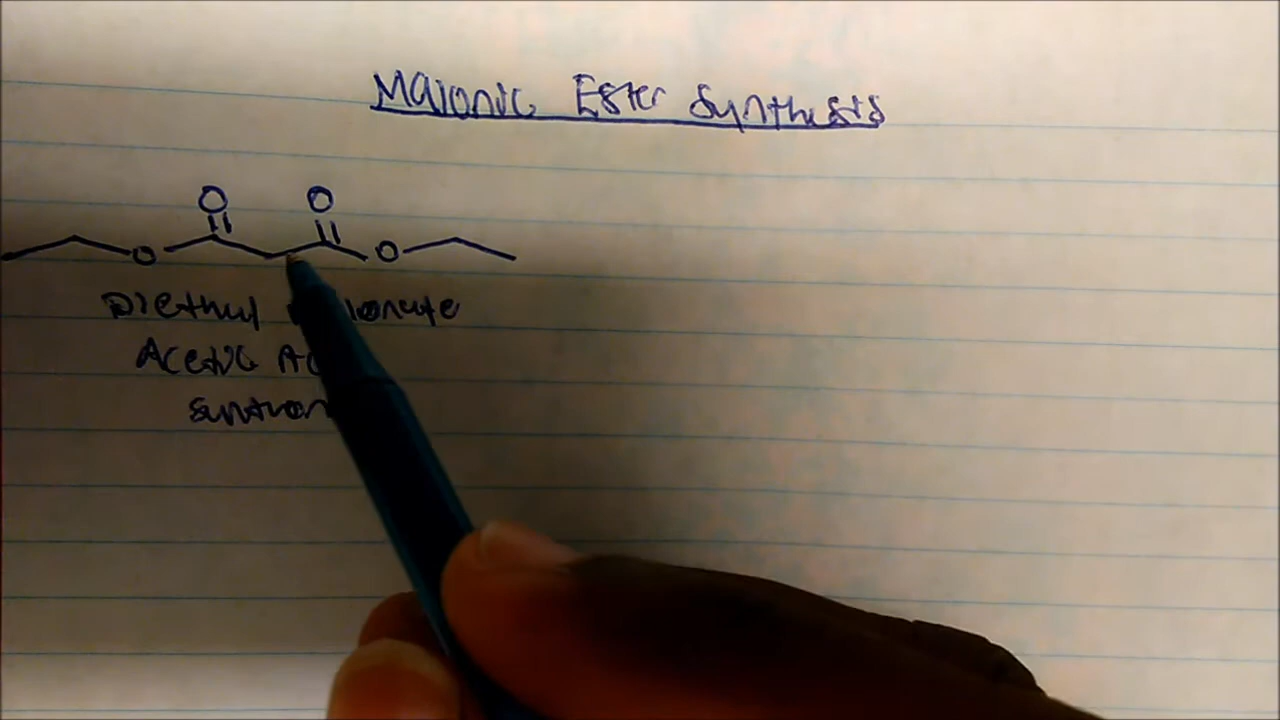 Malonic Ester Synthesis
O O
O O
Diethyl
Acetic